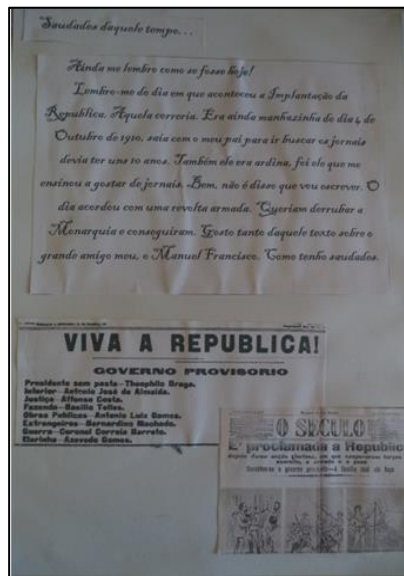 Saudades daquele tempo...
Ainda me lembro como se fosse hoje!
Lembro-me do dia em que aconteceu a Implantação da
Republica. Aquela correria. Era ainda manhãzinha do dia 4 de
Outubro de 1910, saia com o meu pai para ir buscar os jornais
devia ter uns 10 anos. Também ele era ardina, foi ele que me
ensinou a gostar de jornais. Bem, não é disso que vou escrever. O
dia acordou com uma revolta armada. Queriam derrubar a
Monarquia e conseguiram. Gosto tanto daquele texto sobre o
grande amigo meu, o Manuel Francisco. Como tenho saudades.
VIVA A REPUBLICA!
GOVERNO PROVISORIO
Presidente sem pasta—Theophilo Braga.
Interior—Antonio José de Almeida.
Justiça—Affonso Costa.
Fazenda—Basilio Telles.
Obras Publicas—Antonio Luiz Gomes.
Extrangeiros—Bernardino Machado.
Guerra—Coronel Correia Barreto.
Marinha—Azevedo Gomes.
O SECULO
E' proclamada a Republic